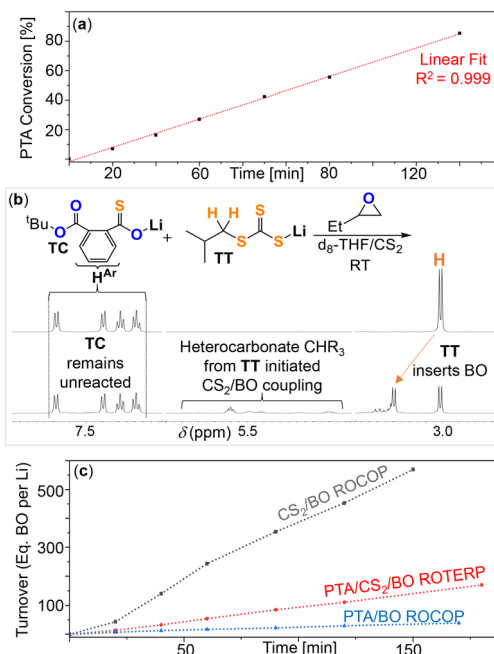 (a)
PTA Conversion [%]
80
60
40
20
Linear Fit
R² = 0.999
20 40 60 80 120
Time [min]
(b)
O S
ᵗBu O O Li
TC
Hᴬʳ
+
H H S
S S Li
TT
O
Et
d₈-THF/CS₂
RT
H
TC
remains
unreacted
Heterocarbonate CHR₃
from TT initiated
CS₂/BO coupling
TT
inserts BO
7.5 δ(ppm) 5.5 3.0
(c)
Turnover (Eq. BO per Li)
500
300
100
CS₂/BO ROCOP
PTA/CS₂/BO ROTERP
PTA/BO ROCOP
50 Time [min] 150